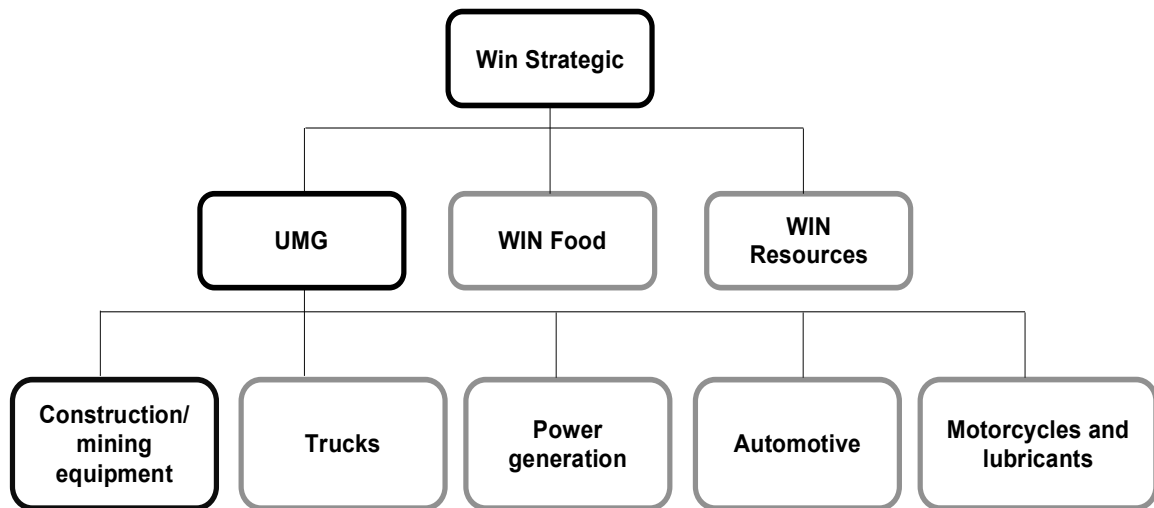 Win Strategic
UMG
WIN Food
WIN
Resources
Construction/
mining
equipment
Trucks
Power
generation
Automotive
Motorcycles and
lubricants